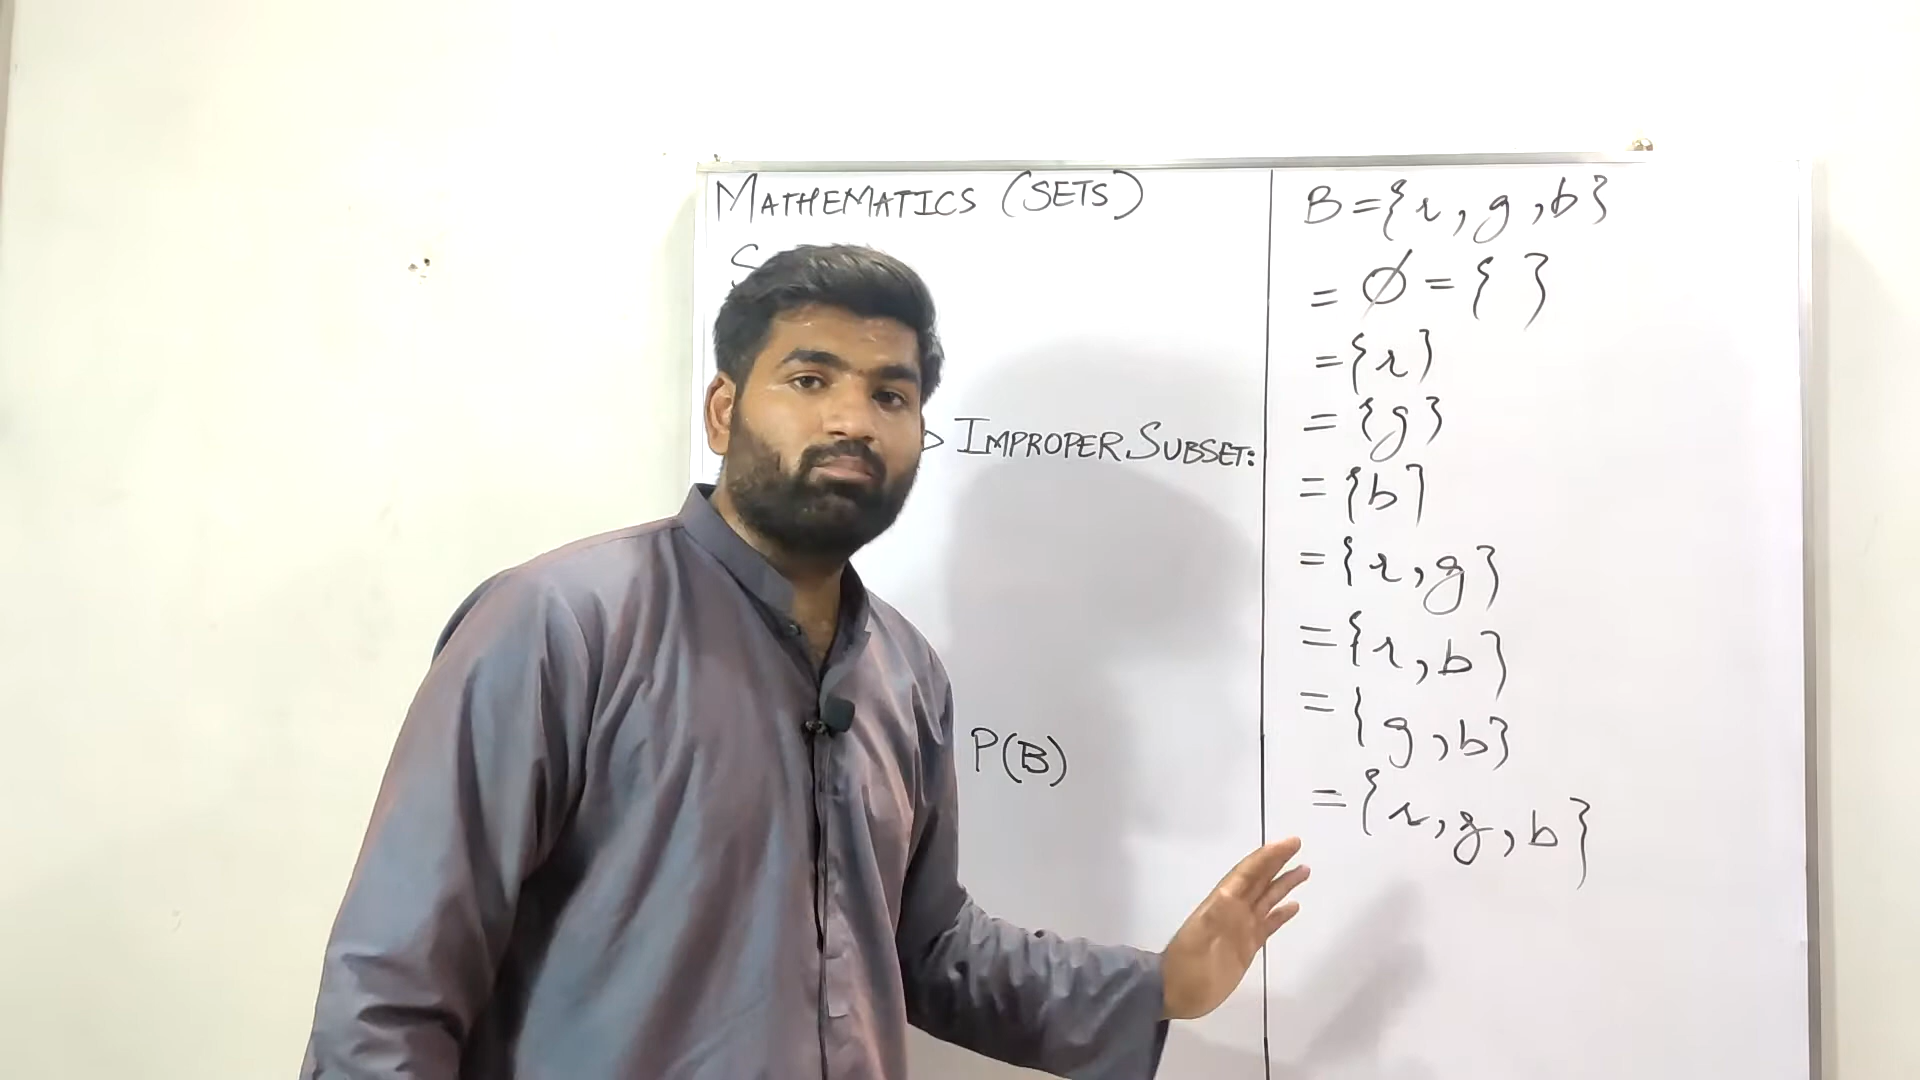 MATHEMATICS (SETS)
IMPROPER SUBSET:
P(B)
B = {r, g, b}
= ∅ = { }
= {r}
= {g}
= {b}
= {r, g}
= {r, b}
= {g, b}
= {r, g, b}